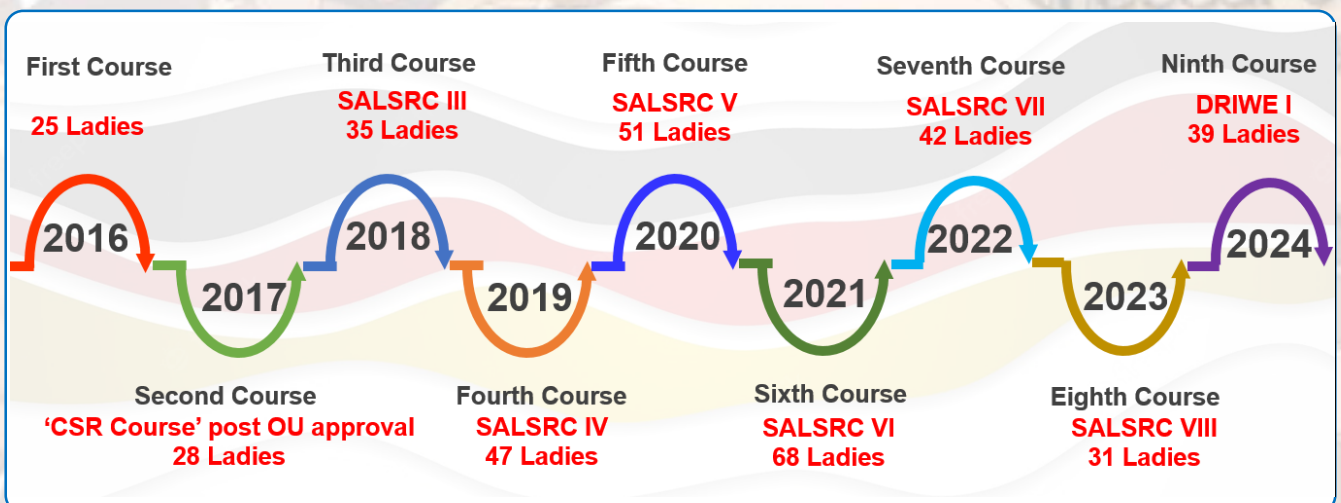 First Course
25 Ladies
2016
Second Course
‘CSR Course’ post OU approval
28 Ladies
2017
Third Course
SALSRC III
35 Ladies
2018
Fourth Course
SALSRC IV
47 Ladies
2019
Fifth Course
SALSRC V
51 Ladies
2020
Sixth Course
SALSRC VI
68 Ladies
2021
Seventh Course
SALSRC VII
42 Ladies
2022
Eighth Course
SALSRC VIII
31 Ladies
2023
Ninth Course
DRIWE I
39 Ladies
2024